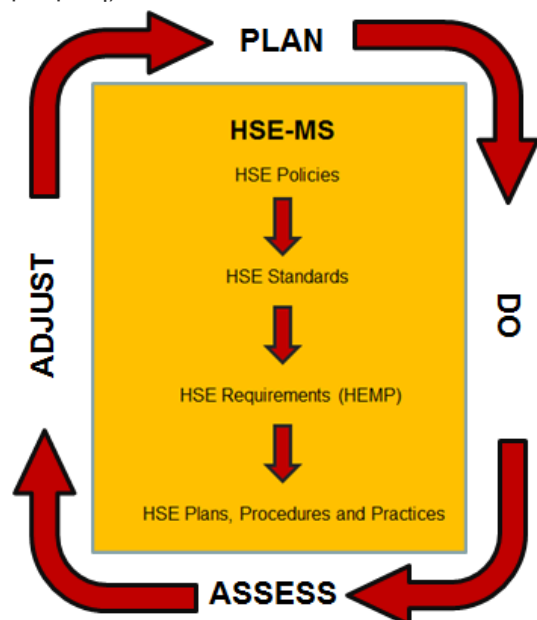 PLAN
HSE-MS
HSE Policies
HSE Standards
HSE Requirements (HEMP)
HSE Plans, Procedures and Practices
DO
ASSESS
ADJUST